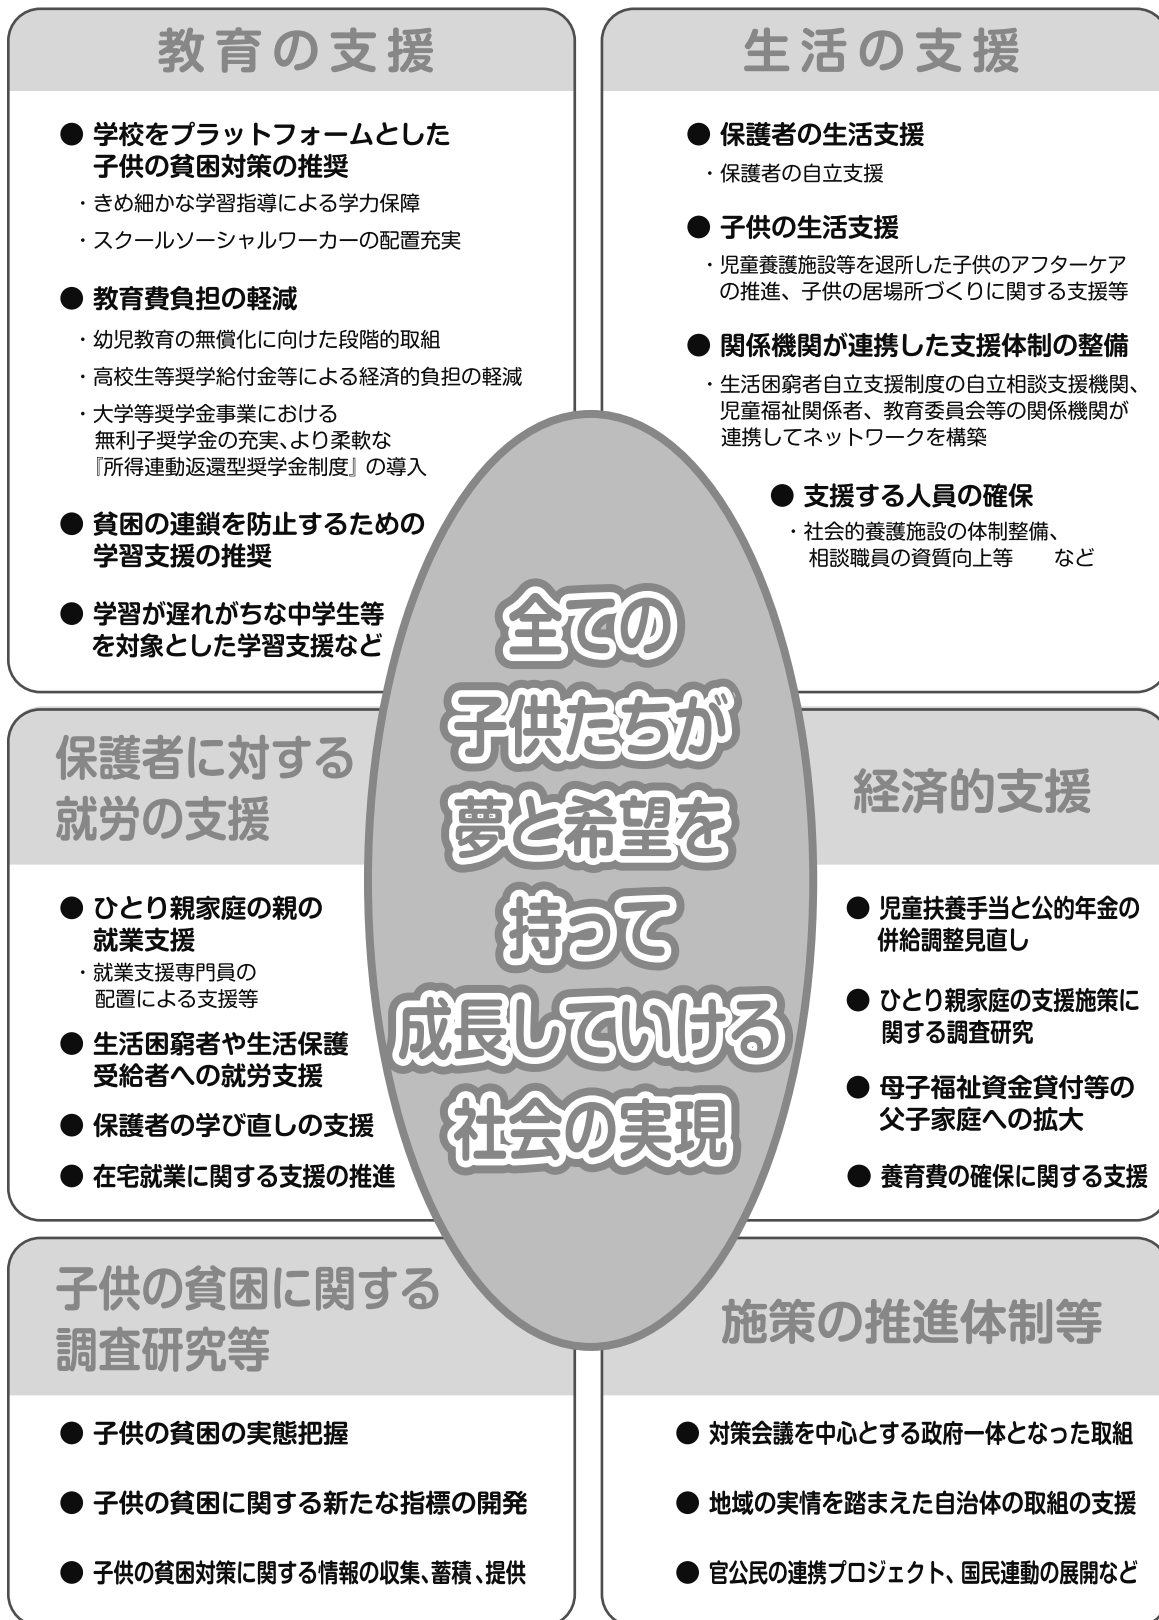 教育の支援
● 学校をプラットフォームとした
子供の貧困対策の推奨
・きめ細かな学習指導による学力保障
・スクールソーシャルワーカーの配置充実
● 教育費負担の軽減
・幼児教育の無償化に向けた段階的取組
・高校生等奨学給付金等による経済的負担の軽減
・大学等奨学金事業における
無利子奨学金の充実、より柔軟な
『所得連動返還型奨学金制度』の導入
● 貧困の連鎖を防止するための
学習支援の推奨
● 学習が遅れがちな中学生等
を対象とした学習支援など
生活の支援
● 保護者の生活支援
・保護者の自立支援
● 子供の生活支援
・児童養護施設等を退所した子供のアフターケア
の推進、子供の居場所づくりに関する支援等
● 関係機関が連携した支援体制の整備
・生活困窮者自立支援制度の自立相談支援機関、
児童福祉関係者、教育委員会等の関係機関が
連携してネットワークを構築
● 支援する人員の確保
・社会的養護施設の体制整備、
相談職員の資質向上等　など
全ての
子供たちが
夢と希望を
持って
成長していける
社会の実現
保護者に対する
就労の支援
● ひとり親家庭の親の
就業支援
・就業支援専門員の
配置による支援等
● 生活困窮者や生活保護
受給者への就労支援
● 保護者の学び直しの支援
● 在宅就業に関する支援の推進
経済的支援
● 児童扶養手当と公的年金の
併給調整見直し
● ひとり親家庭の支援施策に
関する調査研究
● 母子福祉資金貸付等の
父子家庭への拡大
● 養育費の確保に関する支援
子供の貧困に関する
調査研究等
● 子供の貧困の実態把握
● 子供の貧困に関する新たな指標の開発
● 子供の貧困対策に関する情報の収集、蓄積、提供
施策の推進体制等
● 対策会議を中心とする政府一体となった取組
● 地域の実情を踏まえた自治体の取組の支援
● 官公民の連携プロジェクト、国民連動の展開など